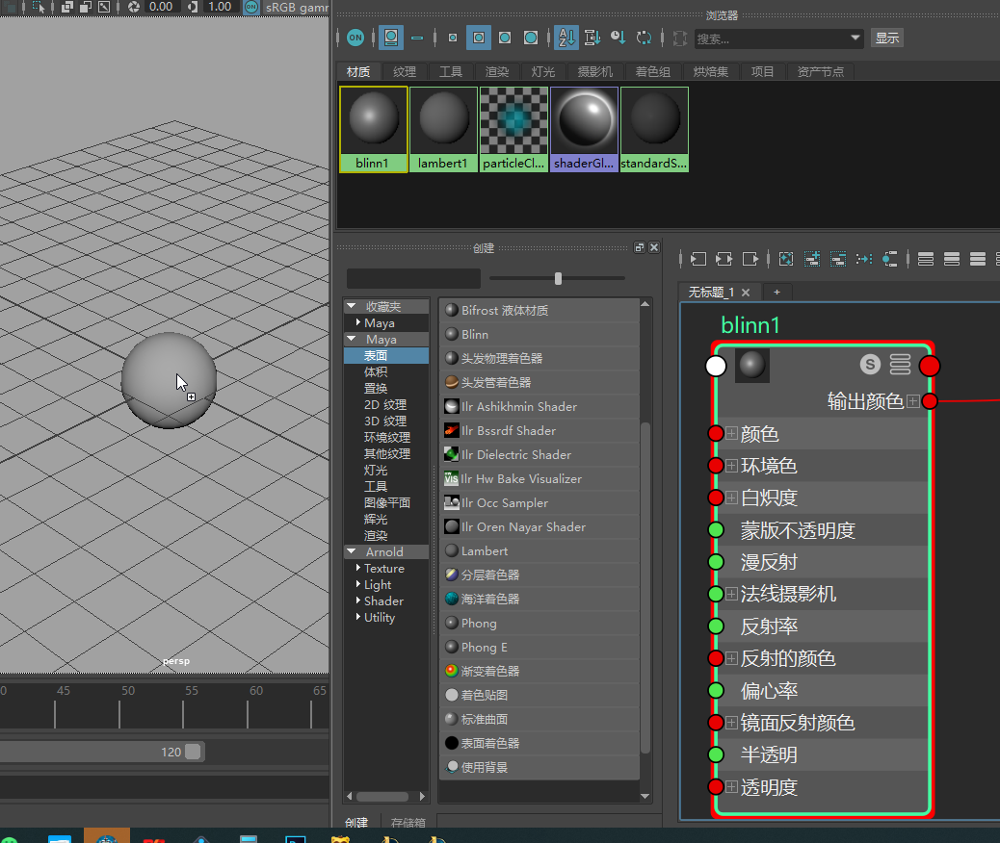 0.00
1.00
ON
sRGB gamm
浏览器
ON
搜索...
显示
材质
纹理
工具
渲染
灯光
摄影机
着色组
烘焙集
项目
资产节点
blinn1
lambert1
particleCl...
shaderGl...
standardS...
创建
收藏夹
Maya
Maya
表面
体积
置换
2D 纹理
3D 纹理
环境纹理
其他纹理
灯光
工具
图像平面
辉光
渲染
Arnold
Texture
Light
Shader
Utility
Bifrost 液体材质
Blinn
头发物理着色器
头发管着色器
Ilr Ashikhmin Shader
Ilr Bssrdf Shader
Ilr Dielectric Shader
Ilr Hw Bake Visualizer
Ilr Occ Sampler
Ilr Oren Nayar Shader
Lambert
分层着色器
海洋着色器
Phong
Phong E
渐变着色器
着色贴图
标准曲面
表面着色器
使用背景
创建
存储箱
无标题_1
+
blinn1
S
输出颜色
颜色
环境色
白炽度
蒙版不透明度
漫反射
法线摄影机
反射率
反射的颜色
偏心率
镜面反射颜色
半透明
透明度
persp
0
45
50
55
60
65
120